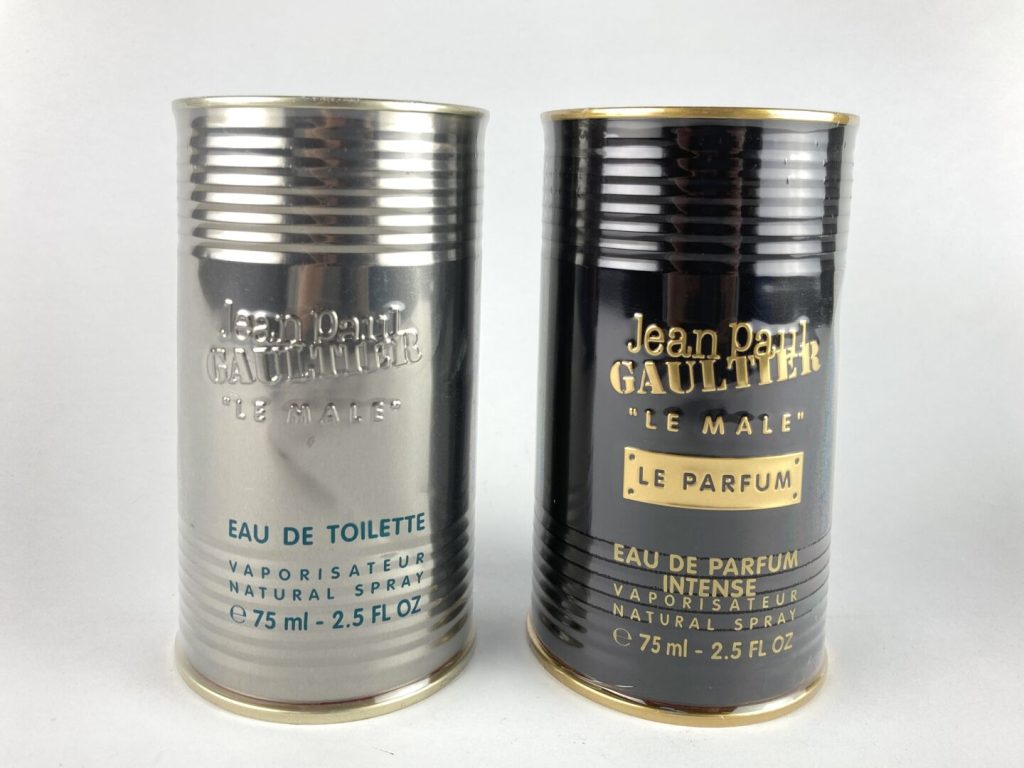 Jean Paul
GAULTIER
"LE MALE"
EAU DE TOILETTE
VAPORISATEUR
NATURAL SPRAY
℮ 75 ml - 2.5 FL OZ
Jean Paul
GAULTIER
"LE MALE"
LE PARFUM
EAU DE PARFUM
INTENSE
VAPORISATEUR
NATURAL SPRAY
℮ 75 ml - 2.5 FL OZ